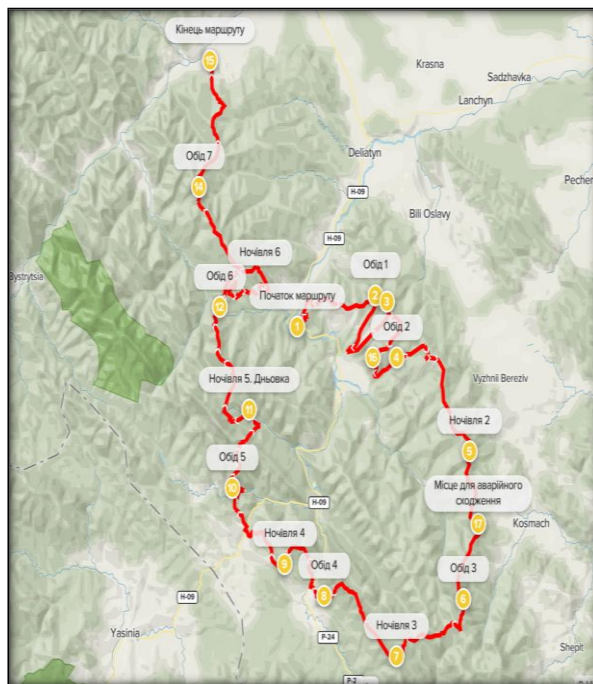 Кінець маршруту
15
Krasna
Sadzhavka
Lanchyn
Обід 7
Deliatyn
14
H-09
Pechen
Bili Oslavy
H-09
Ночівля 6
Обід 1
Bystrytsia
Обід 6
Початок маршруту
2
3
12
1
Обід 2
16
4
Ночівля 5. Дньовка
Vyzhnii Bereziv
11
Ночівля 2
5
Обід 5
10
Місце для аварійного
сходження
H-09
17
Kosmach
Ночівля 4
9
Обід 4
Обід 3
H-09
8
6
Yasinia
Ночівля 3
P-24
7
Shepit
P-2